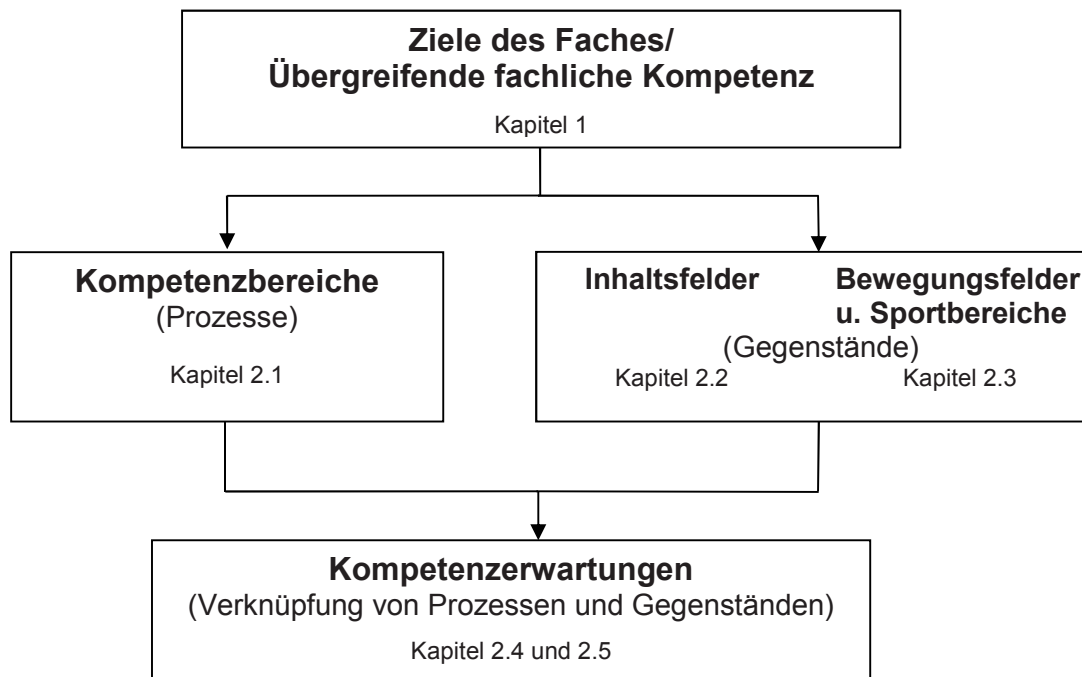 Ziele des Faches/
Übergreifende fachliche Kompetenz
Kapitel 1
Kompetenzbereiche
(Prozesse)
Kapitel 2.1
Inhaltsfelder Bewegungsfelder
u. Sportbereiche
(Gegenstände)
Kapitel 2.2 Kapitel 2.3
Kompetenzerwartungen
(Verknüpfung von Prozessen und Gegenständen)
Kapitel 2.4 und 2.5